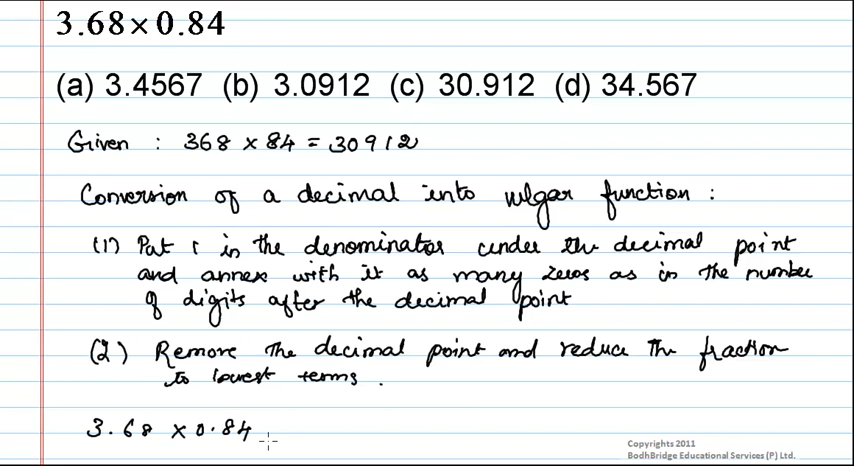 3.68×0.84
(a) 3.4567 (b) 3.0912 (c) 30.912 (d) 34.567
Given : 368 × 84 = 30912
Conversion of a decimal into vulgar function :
(1) Put 1 in the denominator under the decimal point
and annex with it as many zeros as in the number
of digits after the decimal point
(2) Remove the decimal point and reduce the fraction
to lowest terms.
3.68 × 0.84
Copyrights 2011
BodhBridge Educational Services (P) Ltd.